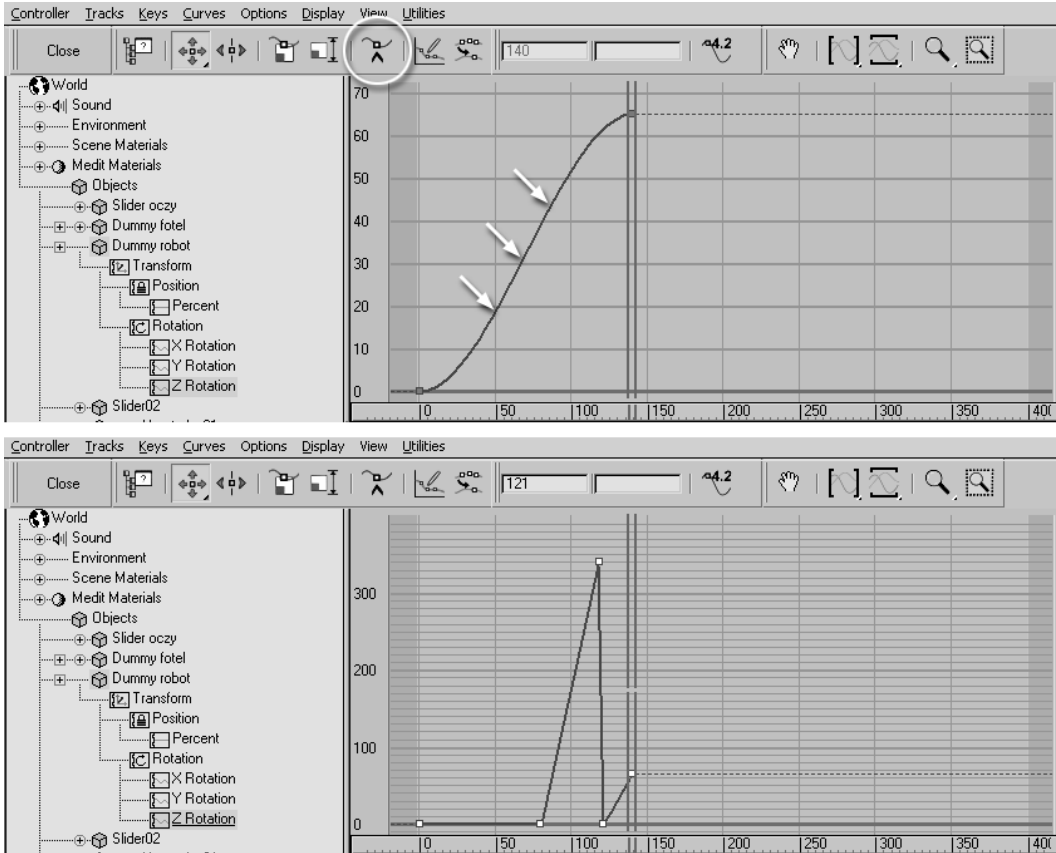 Controller Tracks Keys Curves Options Display View Utilities
Close ? 140 4.2
World
Sound
Environment
Scene Materials
Medit Materials
Objects
Slider oczy
Dummy fotel
Dummy robot
Transform
Position
Percent
Rotation
X Rotation
Y Rotation
Z Rotation
Slider02
70
60
50
40
30
20
10
0
0 50 100 150 200 250 300 350 400
Controller Tracks Keys Curves Options Display View Utilities
Close ? 121 4.2
World
Sound
Environment
Scene Materials
Medit Materials
Objects
Slider oczy
Dummy fotel
Dummy robot
Transform
Position
Percent
Rotation
X Rotation
Y Rotation
Z Rotation
Slider02
300
200
100
0
0 50 100 150 200 250 300 350 400